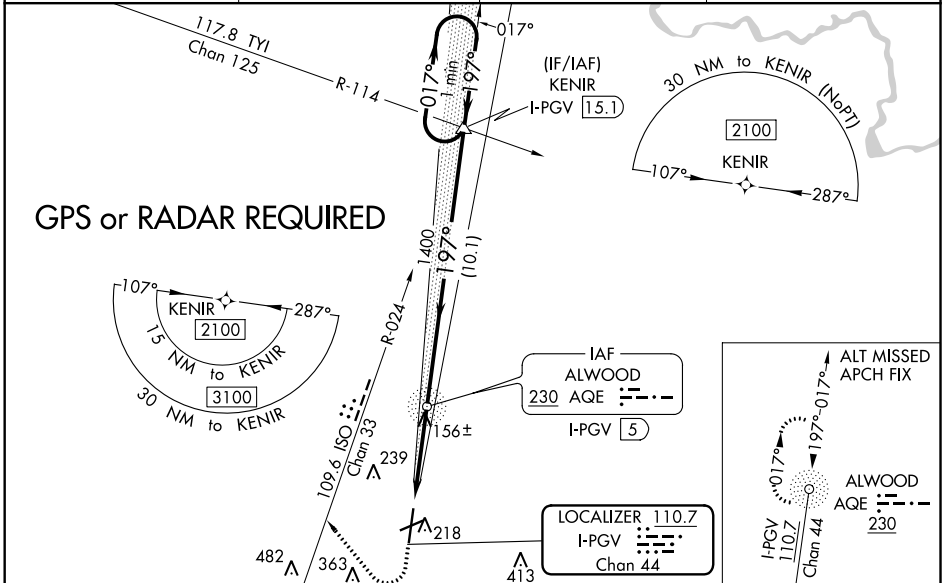 117.8 TYI
Chan 125
R-114
017°
1 min
197°
017°
(IF/IAF)
KENIR
I-PGV 15.1
30 NM to KENIR (NoPT)
2100
KENIR
107°
287°
GPS or RADAR REQUIRED
1400
197°
(10.1)
107°
KENIR
287°
2100
15 NM to KENIR
3100
30 NM to KENIR
R-024
109.6 ISO
Chan 33
IAF
ALWOOD
230 AQE
I-PGV 5
156±
239
218
482
363
413
LOCALIZER 110.7
I-PGV
Chan 44
ALT MISSED
APCH FIX
197°-017°
017°
ALWOOD
AQE
230
I-PGV
110.7
Chan 44